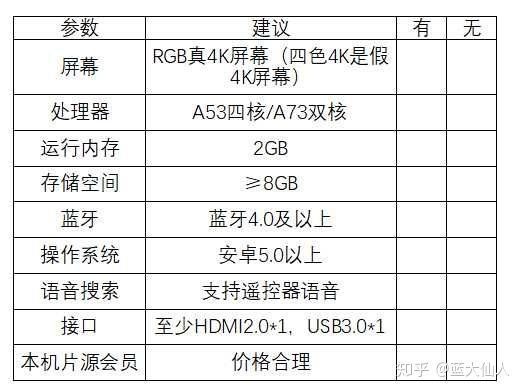 参数 建议 有 无
屏幕 RGB真4K屏幕（四色4K是假
4K屏幕）
处理器 A53四核/A73双核
运行内存 2GB
存储空间 ≥8GB
蓝牙 蓝牙4.0及以上
操作系统 安卓5.0以上
语音搜索 支持遥控器语音
接口 至少HDMI2.0*1，USB3.0*1
本机片源会员 价格合理
知乎 @蓝大仙人